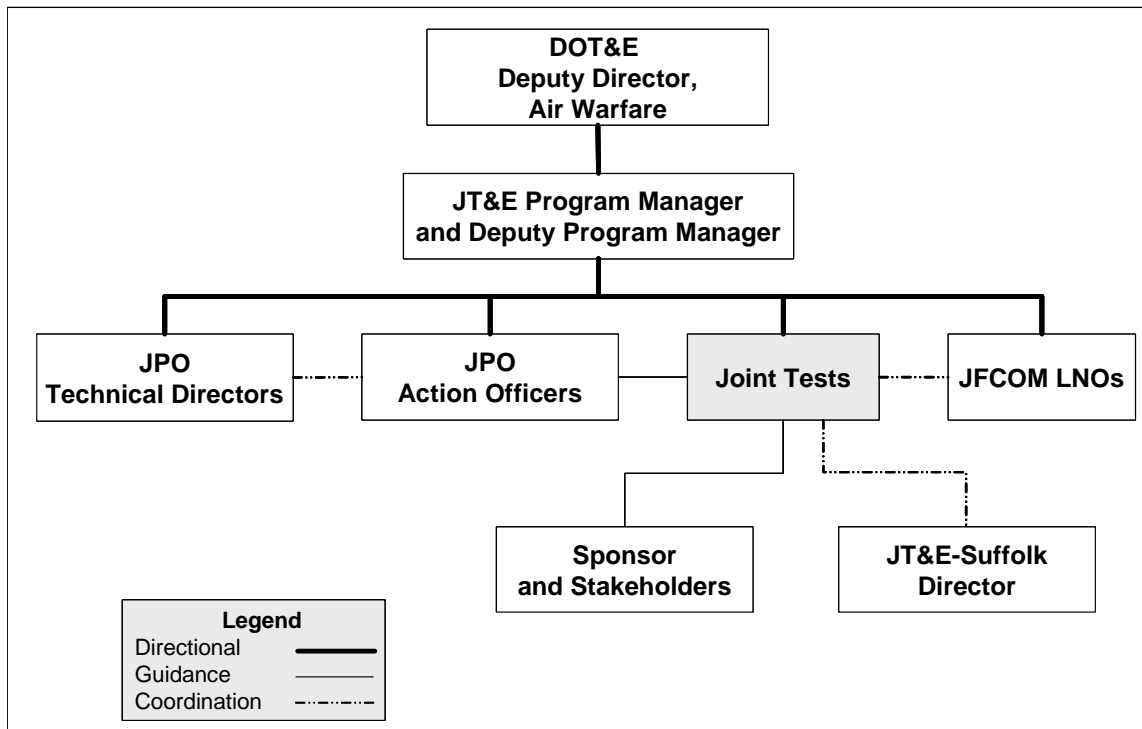 DOT&E
Deputy Director,
Air Warfare
JT&E Program Manager
and Deputy Program Manager
JPO
Technical Directors
JPO
Action Officers
Joint Tests
JFCOM LNOs
Sponsor
and Stakeholders
JT&E-Suffolk
Director
Legend
Directional
Guidance
Coordination